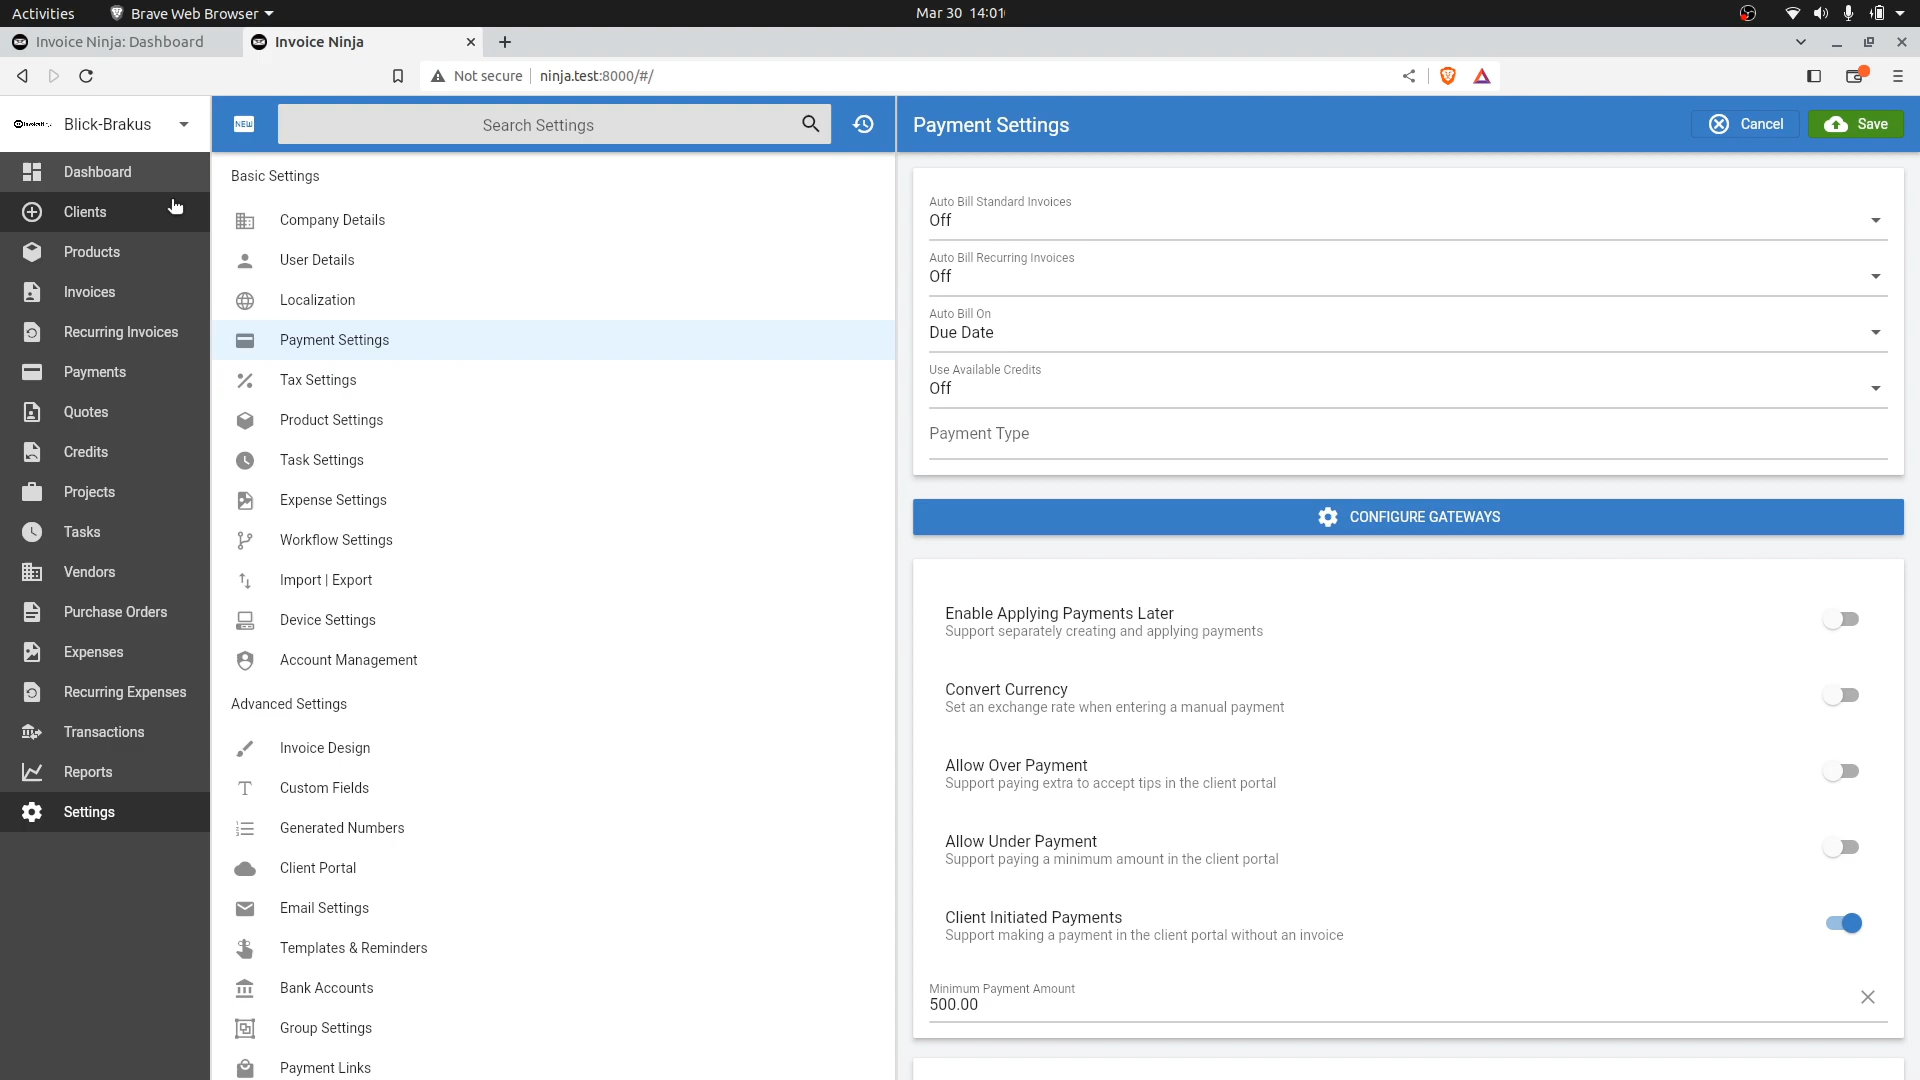 Activities
Brave Web Browser
Mar 30 14:01
Invoice Ninja: Dashboard
Invoice Ninja
Not secure
ninja.test:8000/#/
Blick-Brakus
NEW
Search Settings
Payment Settings
Cancel
Save
Dashboard
Clients
Products
Invoices
Recurring Invoices
Payments
Quotes
Credits
Projects
Tasks
Vendors
Purchase Orders
Expenses
Recurring Expenses
Transactions
Reports
Settings
Basic Settings
Company Details
User Details
Localization
Payment Settings
Tax Settings
Product Settings
Task Settings
Expense Settings
Workflow Settings
Import | Export
Device Settings
Account Management
Advanced Settings
Invoice Design
Custom Fields
Generated Numbers
Client Portal
Email Settings
Templates & Reminders
Bank Accounts
Group Settings
Payment Links
Auto Bill Standard Invoices
Off
Auto Bill Recurring Invoices
Off
Auto Bill On
Due Date
Use Available Credits
Off
Payment Type
CONFIGURE GATEWAYS
Enable Applying Payments Later
Support separately creating and applying payments
Convert Currency
Set an exchange rate when entering a manual payment
Allow Over Payment
Support paying extra to accept tips in the client portal
Allow Under Payment
Support paying a minimum amount in the client portal
Client Initiated Payments
Support making a payment in the client portal without an invoice
Minimum Payment Amount
500.00